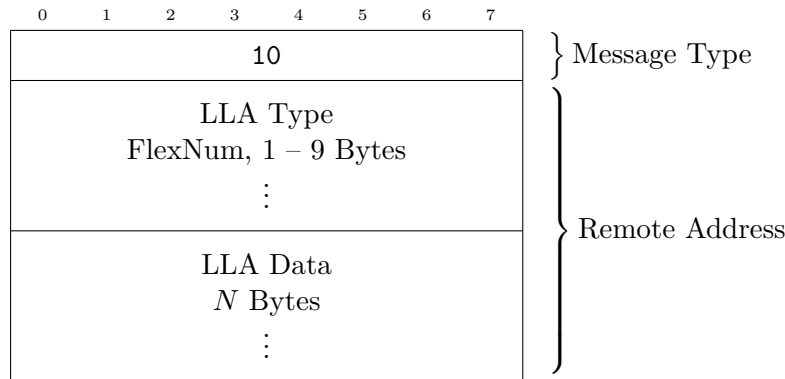 0 1 2 3 4 5 6 7
10
Message Type
LLA Type
FlexNum, 1 – 9 Bytes
⋮
Remote Address
LLA Data
N Bytes
⋮